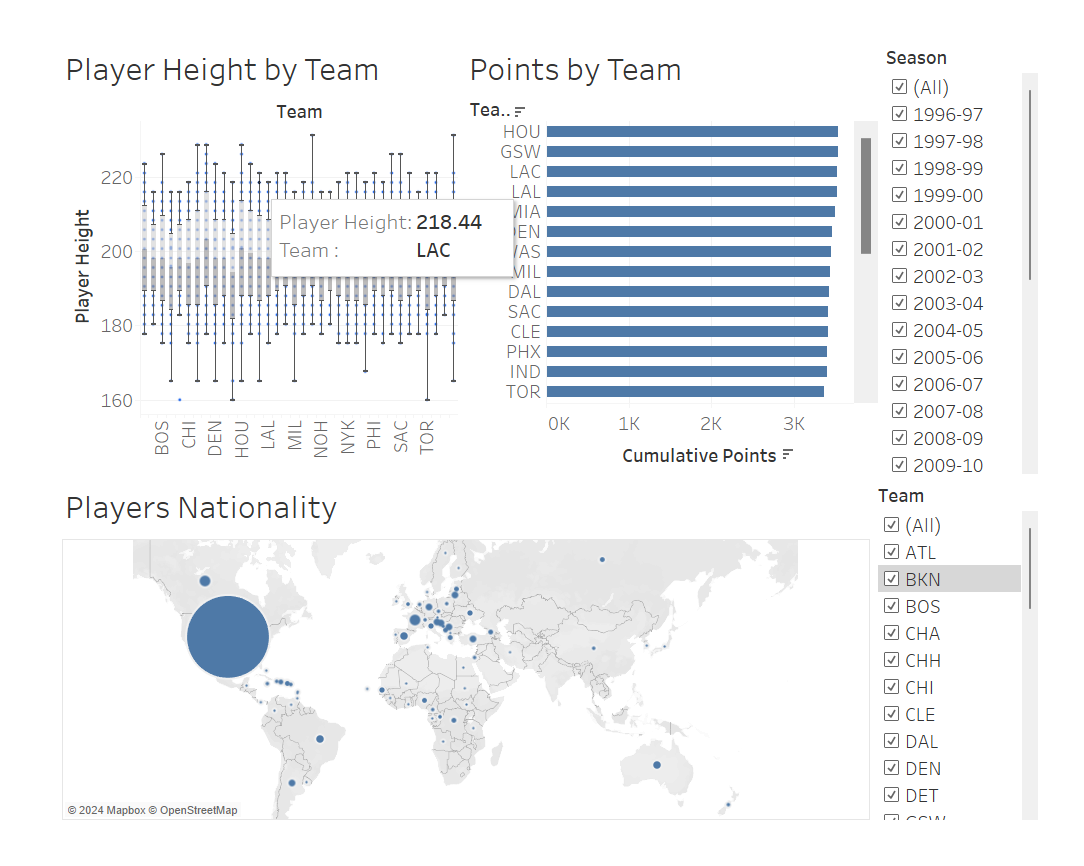 Player Height by Team
Team
Player Height
220
200
180
160
BOS
CHI
DEN
HOU
LAL
MIL
NOH
NYK
PHI
SAC
TOR
Player Height: 218.44
Team : LAC
Points by Team
Tea..
HOU
GSW
LAC
LAL
MIA
DEN
WAS
MIL
DAL
SAC
CLE
PHX
IND
TOR
0K 1K 2K 3K
Cumulative Points
Season
(All)
1996-97
1997-98
1998-99
1999-00
2000-01
2001-02
2002-03
2003-04
2004-05
2005-06
2006-07
2007-08
2008-09
2009-10
Players Nationality
© 2024 Mapbox © OpenStreetMap
Team
(All)
ATL
BKN
BOS
CHA
CHH
CHI
CLE
DAL
DEN
DET
GSW